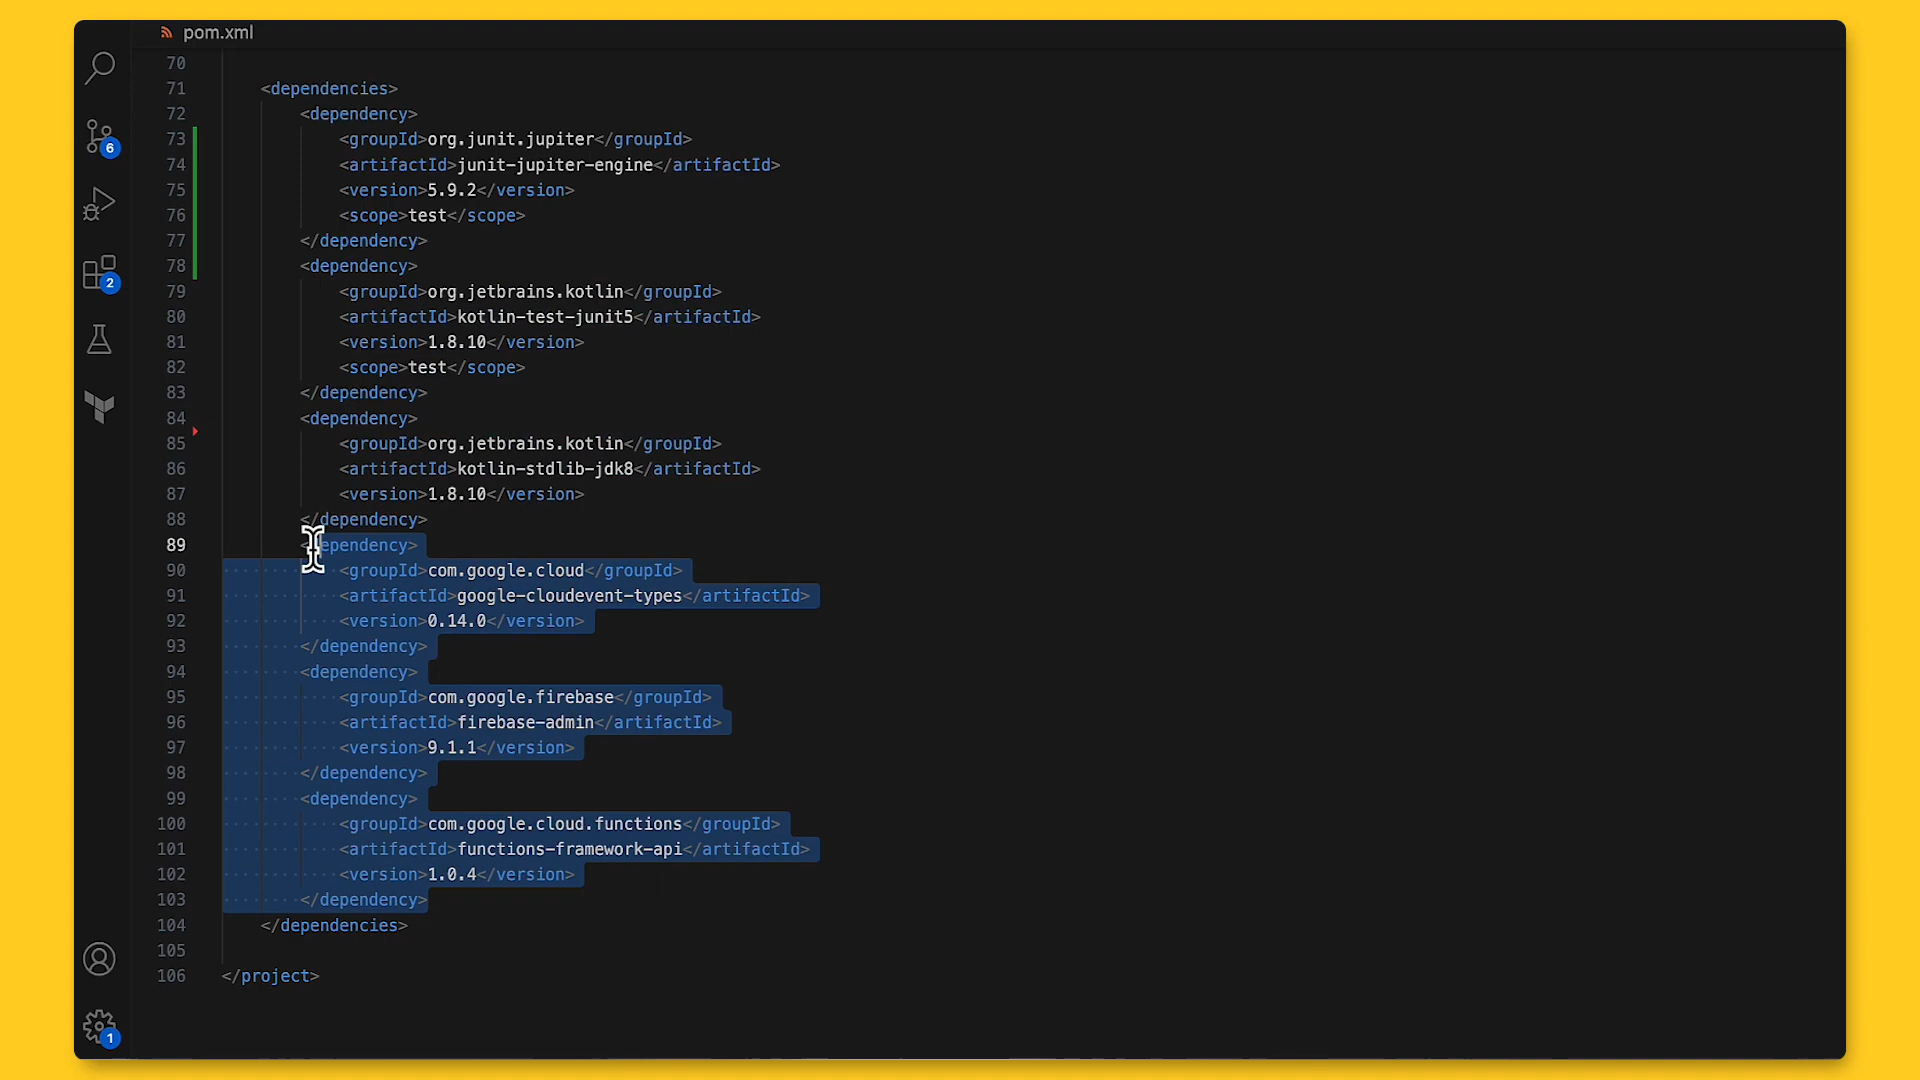 pom.xml
70
71 <dependencies>
72 <dependency>
73 <groupId>org.junit.jupiter</groupId>
74 <artifactId>junit-jupiter-engine</artifactId>
75 <version>5.9.2</version>
76 <scope>test</scope>
77 </dependency>
78 <dependency>
79 <groupId>org.jetbrains.kotlin</groupId>
80 <artifactId>kotlin-test-junit5</artifactId>
81 <version>1.8.10</version>
82 <scope>test</scope>
83 </dependency>
84 <dependency>
85 <groupId>org.jetbrains.kotlin</groupId>
86 <artifactId>kotlin-stdlib-jdk8</artifactId>
87 <version>1.8.10</version>
88 </dependency>
89 <dependency>
90 <groupId>com.google.cloud</groupId>
91 <artifactId>google-cloudevent-types</artifactId>
92 <version>0.14.0</version>
93 </dependency>
94 <dependency>
95 <groupId>com.google.firebase</groupId>
96 <artifactId>firebase-admin</artifactId>
97 <version>9.1.1</version>
98 </dependency>
99 <dependency>
100 <groupId>com.google.cloud.functions</groupId>
101 <artifactId>functions-framework-api</artifactId>
102 <version>1.0.4</version>
103 </dependency>
104 </dependencies>
105
106 </project>
6
2
1